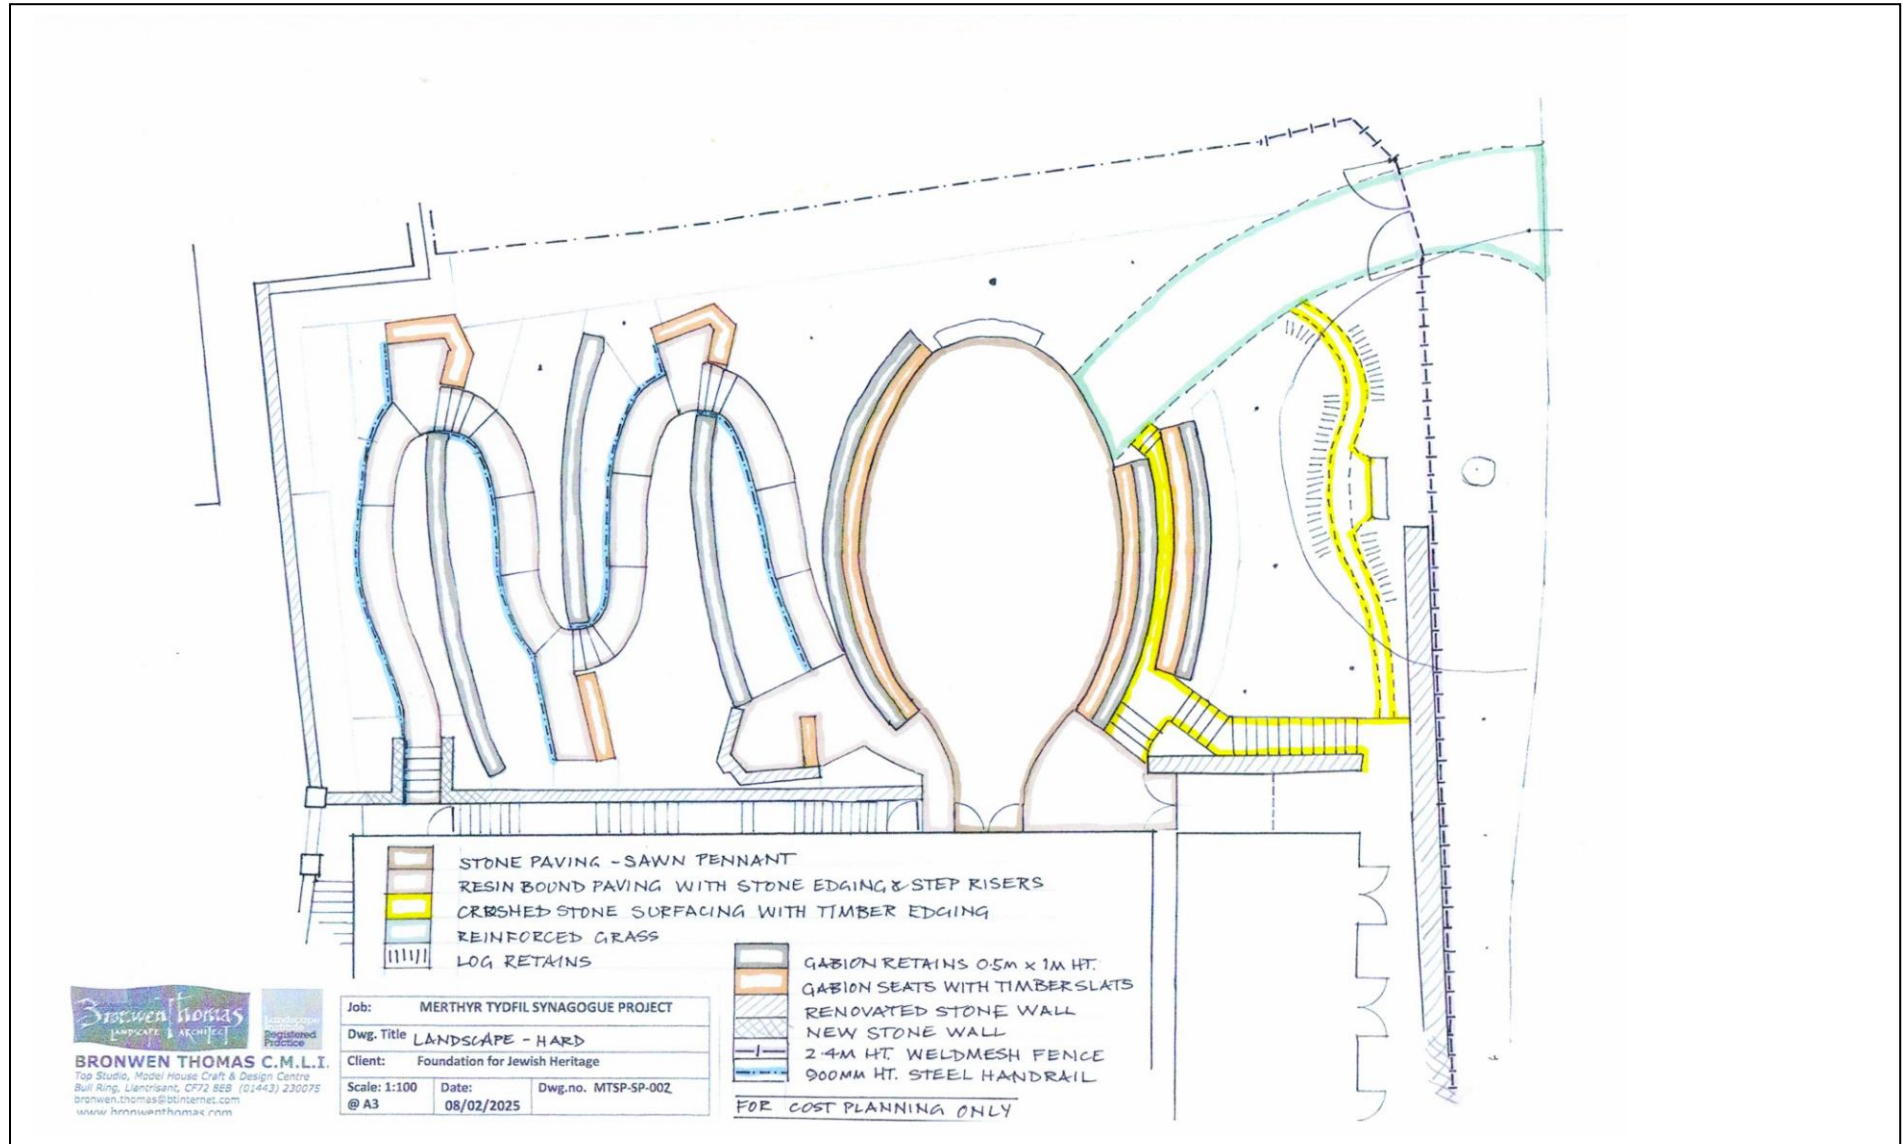 STONE PAVING - SAWN PENNANT
RESIN BOUND PAVING WITH STONE EDGING & STEP RISERS
CRUSHED STONE SURFACING WITH TIMBER EDGING
REINFORCED GRASS
LOG RETAINS
GABION RETAINS 0.5M x 1M HT.
GABION SEATS WITH TIMBER SLATS
RENOVATED STONE WALL
NEW STONE WALL
2.4M HT. WELDMESH FENCE
900MM HT. STEEL HANDRAIL
FOR COST PLANNING ONLY
Bronwen Thomas
LANDSCAPE ARCHITECT
Landscape
Institute
Registered
Practice
BRONWEN THOMAS C.M.L.I.
Top Studio, Model House Craft & Design Centre
Bull Ring, Llantrisant, CF72 8EB (01443) 230075
bronwen.thomas@btinternet.com
www.bronwenthomas.com
Job: MERTHYR TYDFIL SYNAGOGUE PROJECT
Dwg. Title LANDSCAPE - HARD
Client: Foundation for Jewish Heritage
Scale: 1:100 @ A3
Date: 08/02/2025
Dwg.no. MTSP-SP-002